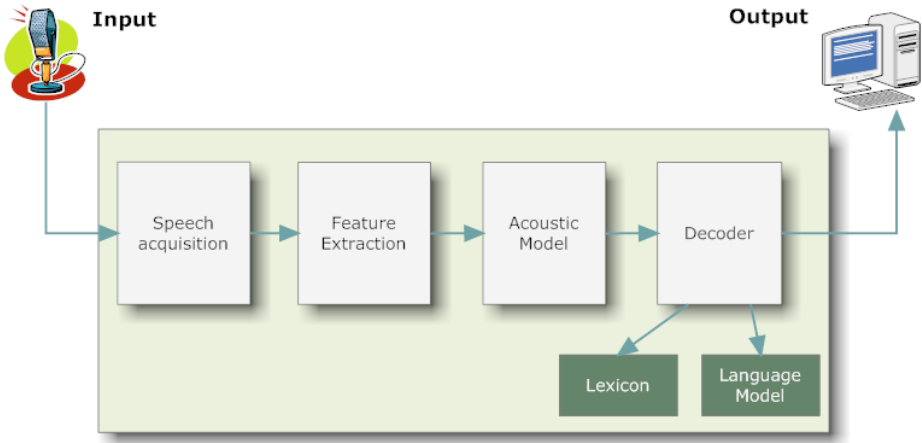 Input
Output
Speech
acquisition
Feature
Extraction
Acoustic
Model
Decoder
Lexicon
Language
Model